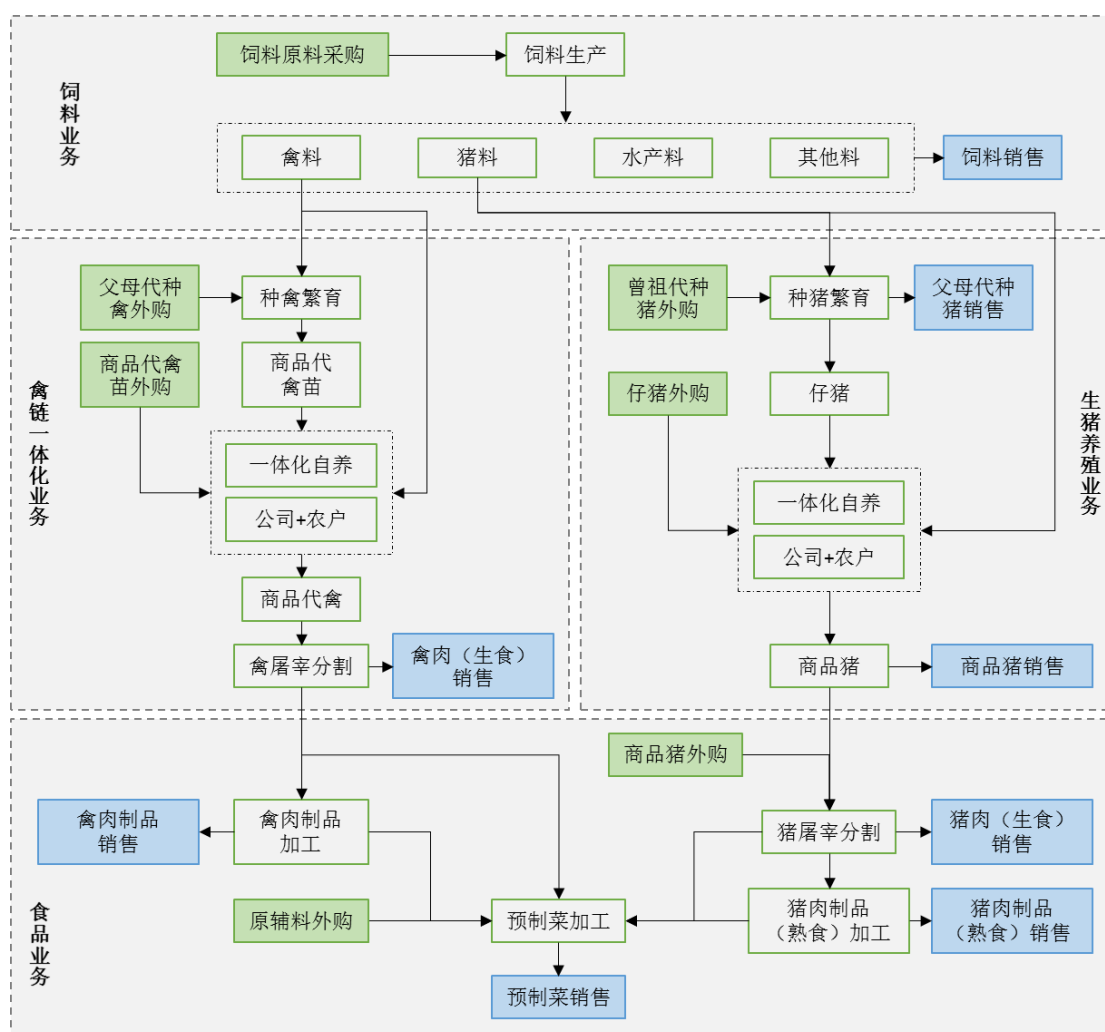 饲料业务
饲料原料采购
饲料生产
禽料
猪料
水产料
其他料
饲料销售
禽链一体化业务
父母代种
禽外购
种禽繁育
商品代禽
苗外购
商品代
禽苗
一体化自养
公司+农户
商品代禽
禽屠宰分割
禽肉（生食）
销售
生猪养殖业务
曾祖代种
猪外购
种猪繁育
父母代种
猪销售
仔猪外购
仔猪
一体化自养
公司+农户
商品猪
商品猪销售
食品业务
商品猪外购
禽肉制品
销售
禽肉制品
加工
猪屠宰分割
猪肉（生食）
销售
原辅料外购
预制菜加工
猪肉制品
（熟食）加工
猪肉制品
（熟食）销售
预制菜销售